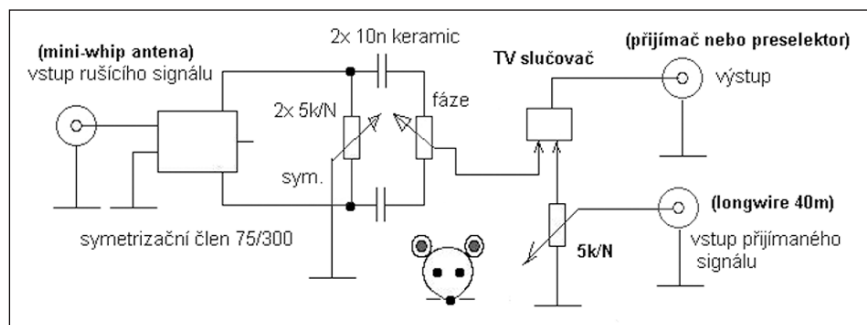 (mini-whip antena)
vstup rušícího signálu
2x 10n keramic
TV slučovač
(přijímač nebo preselektor)
výstup
2x 5k/N
fáze
sym.
symetrizační člen 75/300
5k/N
(longwire 40m)
vstup přijímaného
signálu